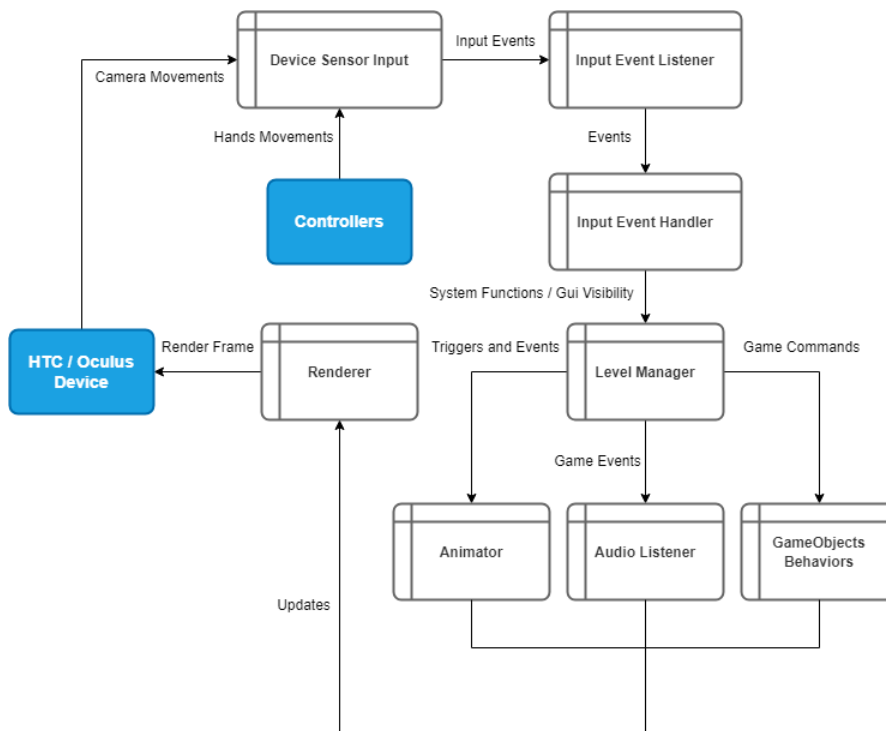 Input Events
Device Sensor Input
Input Event Listener
Camera Movements
Hands Movements
Events
Controllers
Input Event Handler
System Functions / Gui Visibility
HTC / Oculus
Device
Render Frame
Renderer
Triggers and Events
Level Manager
Game Commands
Game Events
Animator
Audio Listener
GameObjects
Behaviors
Updates